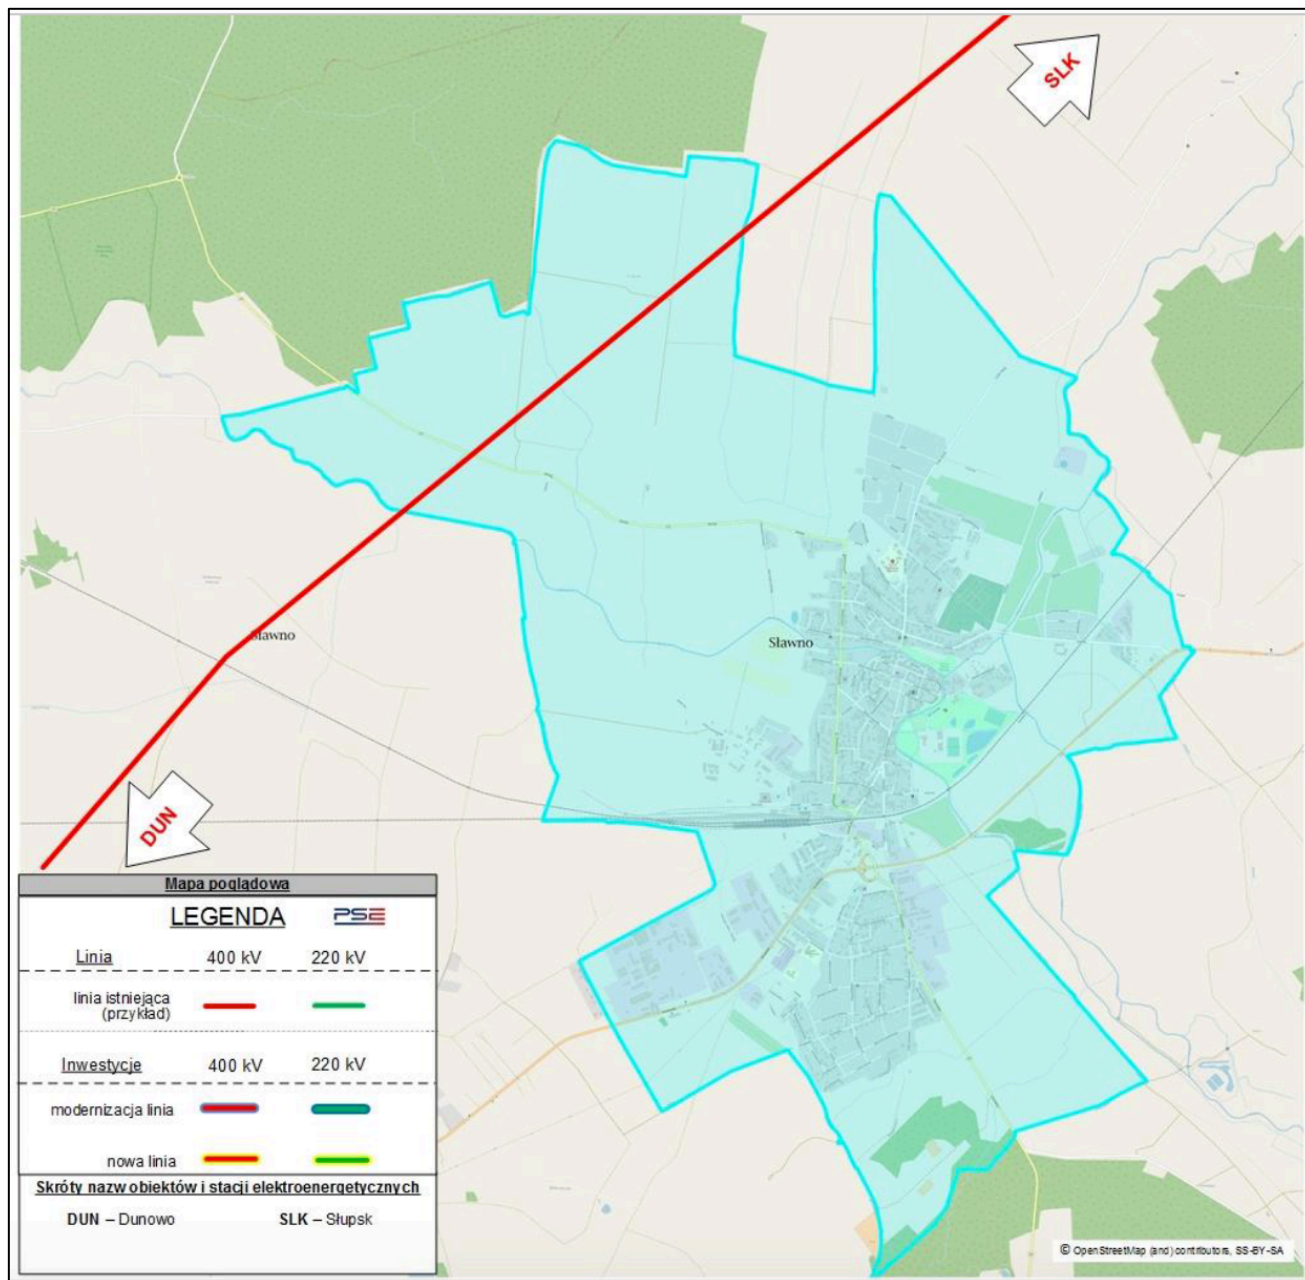 SLK
Sławno
Sławno
DUN
Mapa poglądowa
LEGENDA PSE
Linia 400 kV 220 kV
linia istniejąca
(przykład)
Inwestycje 400 kV 220 kV
modernizacja linia
nowa linia
Skróty nazw obiektów i stacji elektroenergetycznych
DUN – Dunowo SLK – Słupsk
© OpenStreetMap (and) contributors, SS-BY-SA